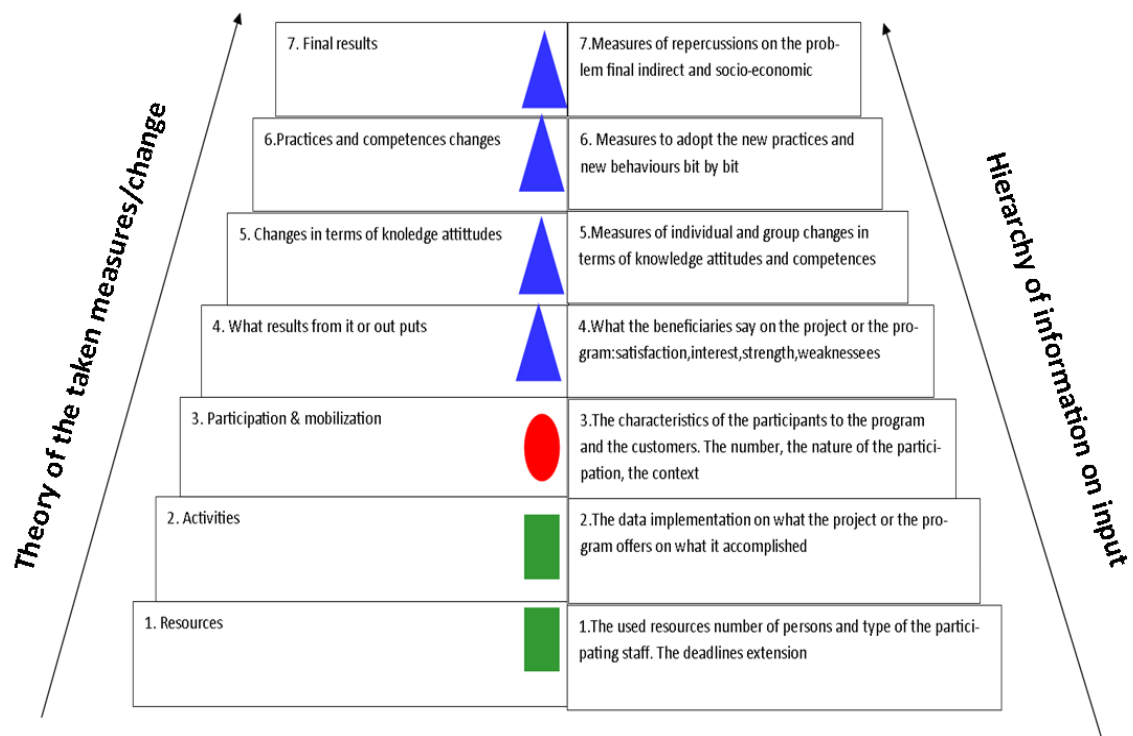 Theory of the taken measures/change
Hierarchy of information on input
7. Final results
7.Measures of repercussions on the prob-
lem final indirect and socio-economic
6.Practices and competences changes
6. Measures to adopt the new practices and
new behaviours bit by bit
5. Changes in terms of knoledge attittudes
5.Measures of individual and group changes in
terms of knowledge attitudes and competences
4. What results from it or out puts
4.What the beneficiaries say on the project or the pro-
gram:satisfaction,interest,strength,weaknessees
3. Participation & mobilization
3.The characteristics of the participants to the program
and the customers. The number, the nature of the partici-
pation, the context
2. Activities
2.The data implementation on what the project or the pro-
gram offers on what it accomplished
1. Resources
1.The used resources number of persons and type of the partici-
pating staff. The deadlines extension